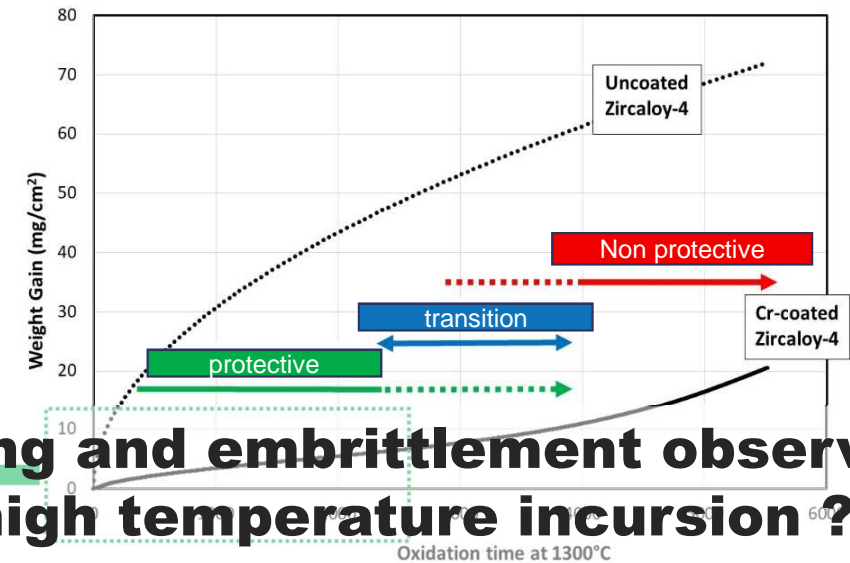 80
70
60
50
40
30
20
10
0
Weight Gain (mg/cm²)
Uncoated
Zircaloy-4
Non protective
transition
Cr-coated
Zircaloy-4
protective
ng and embrittlement observ
high temperature incursion ?
Oxidation time at 1300°C